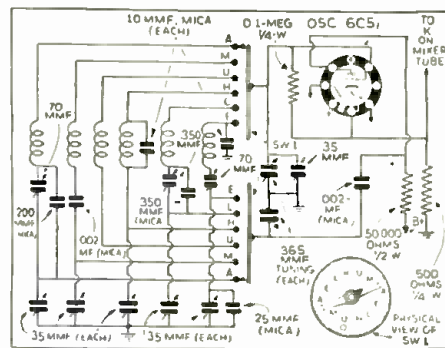 10 MMF, MICA
(EACH)
0.1-MEG
1/4-W
OSC 6C5
TO
K
ON
MIXER
TUBE
A
M
U
H
C
E
70
MMF
350
MMF
SW.1
35
MMF
70
MMF
350
MMF
(MICA)
.002-
MF
(MICA)
B+
200
MMF
MICA
.002
MF (MICA)
E
H
U
M
A
365
MMF
TUNING
(EACH)
50,000
OHMS
1/2 W
500
OHMS
1/4 W
35 MMF (EACH)
35 MMF (EACH)
25 MMF
(MICA)
PHYSICAL
VIEW OF
SW.1